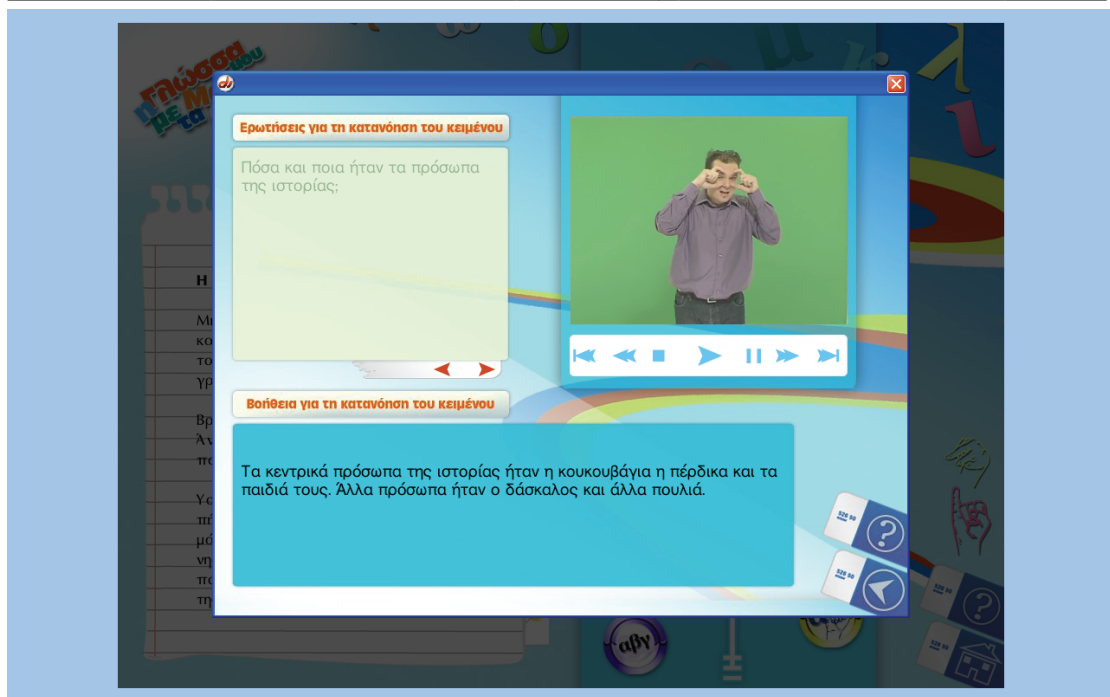 η γλώσσα μου
με
τα
Ερωτήσεις για τη κατανόηση του κειμένου
Πόσα και ποια ήταν τα πρόσωπα
της ιστορίας;
Βοήθεια για τη κατανόηση του κειμένου
Τα κεντρικά πρόσωπα της ιστορίας ήταν η κουκουβάγια η πέρδικα και τα
παιδιά τους. Άλλα πρόσωπα ήταν ο δάσκαλος και άλλα πουλιά.
Η
αβγ